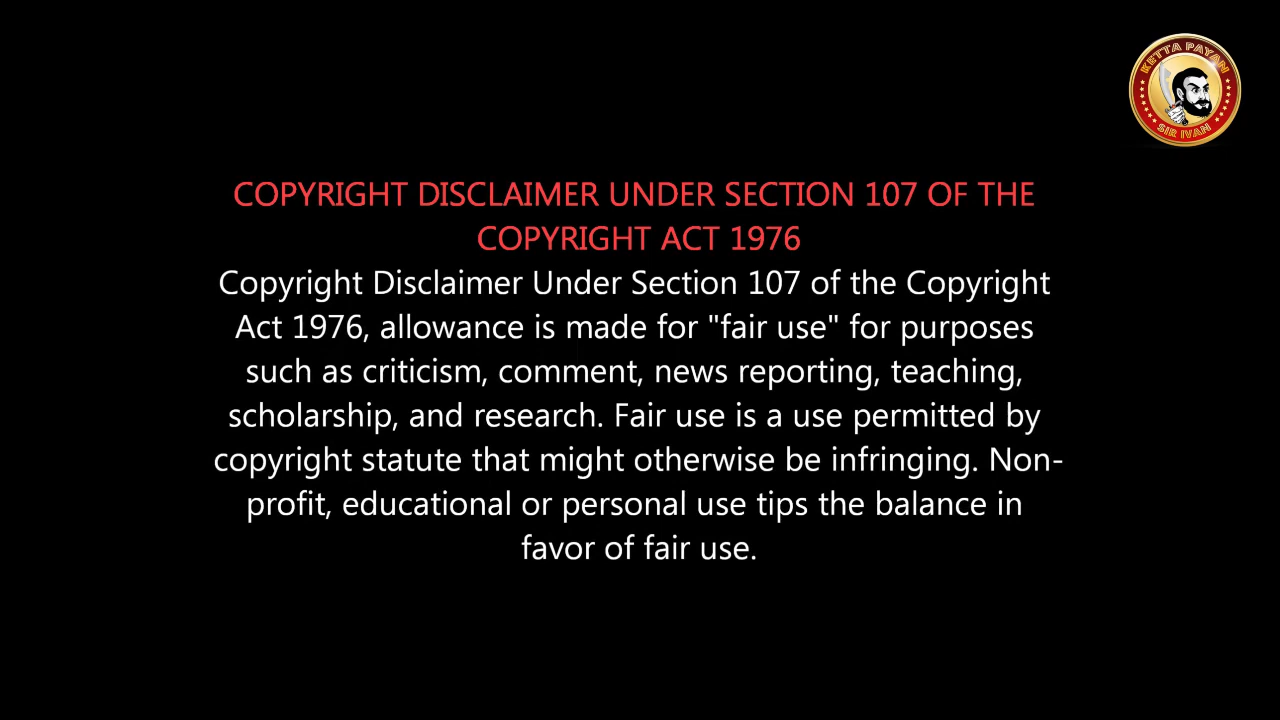 KETTA PAYAN
SIR IVAN
COPYRIGHT DISCLAIMER UNDER SECTION 107 OF THE
COPYRIGHT ACT 1976
Copyright Disclaimer Under Section 107 of the Copyright
Act 1976, allowance is made for "fair use" for purposes
such as criticism, comment, news reporting, teaching,
scholarship, and research. Fair use is a use permitted by
copyright statute that might otherwise be infringing. Non-
profit, educational or personal use tips the balance in
favor of fair use.